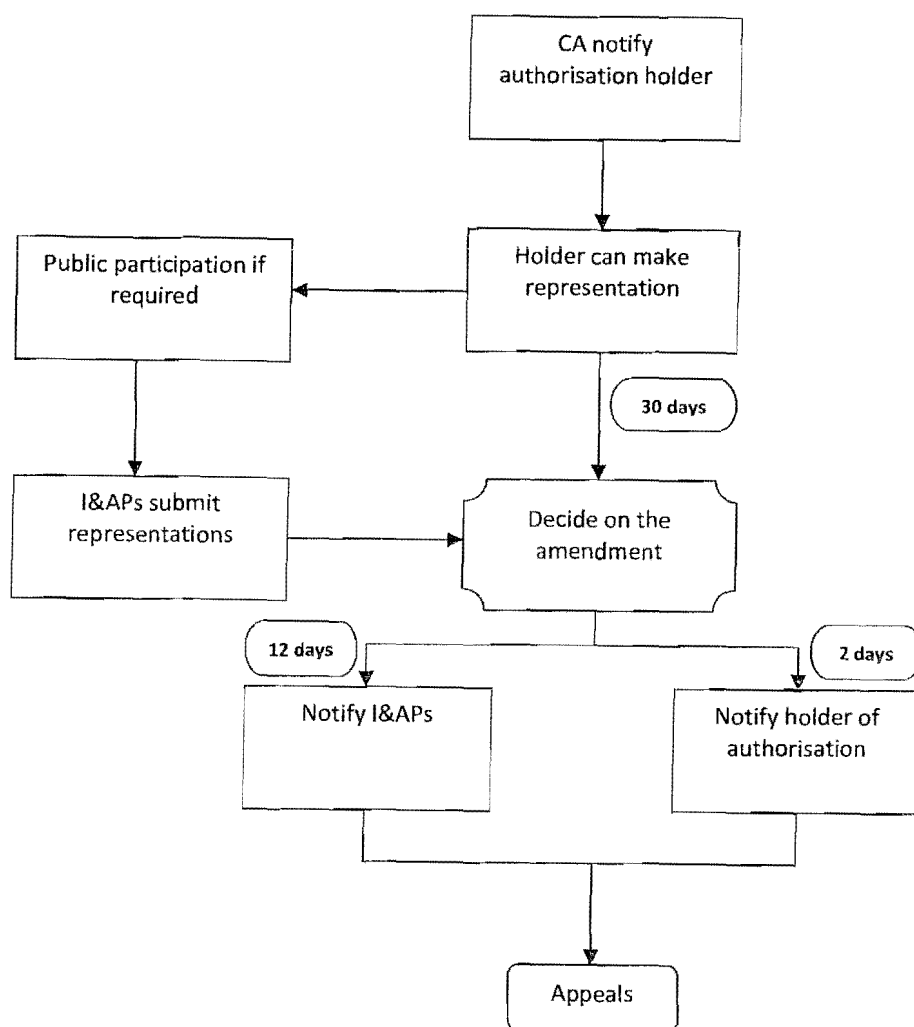 CA notify
authorisation holder
Public participation if
required
Holder can make
representation
30 days
I&APs submit
representations
Decide on the
amendment
12 days
2 days
Notify I&APs
Notify holder of
authorisation
Appeals